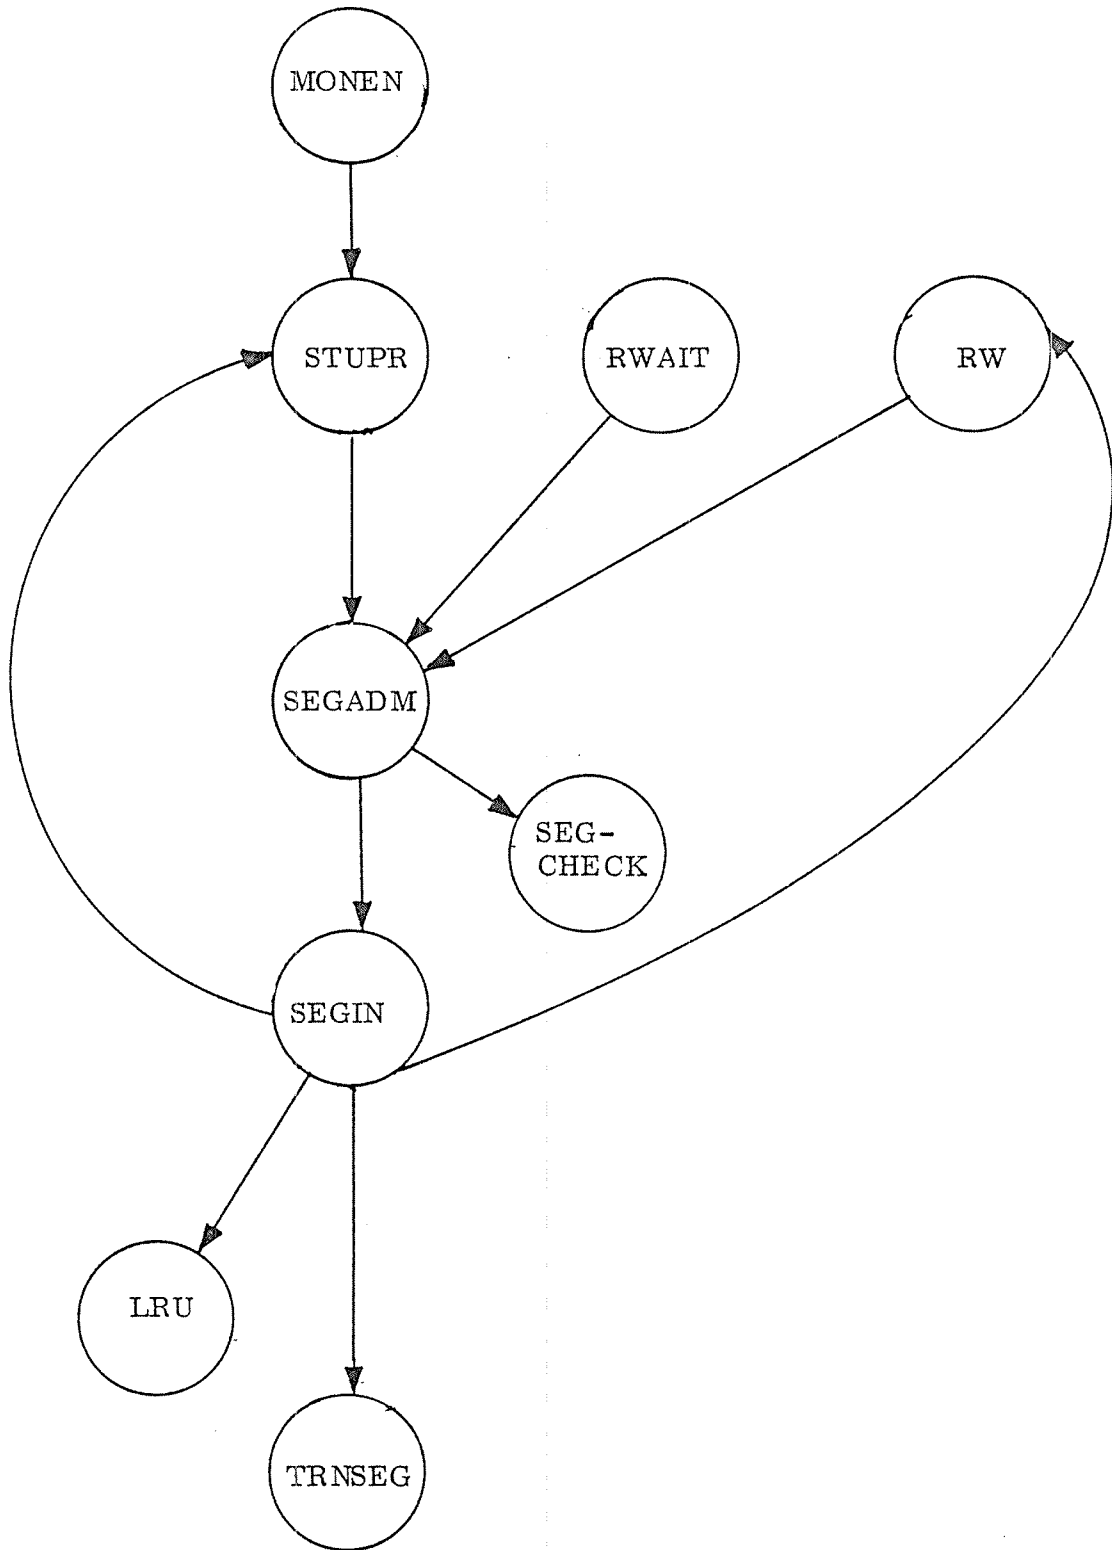 MONEN
STUPR
RWAIT
RW
SEGADM
SEG-
CHECK
SEGIN
LRU
TRNSEG